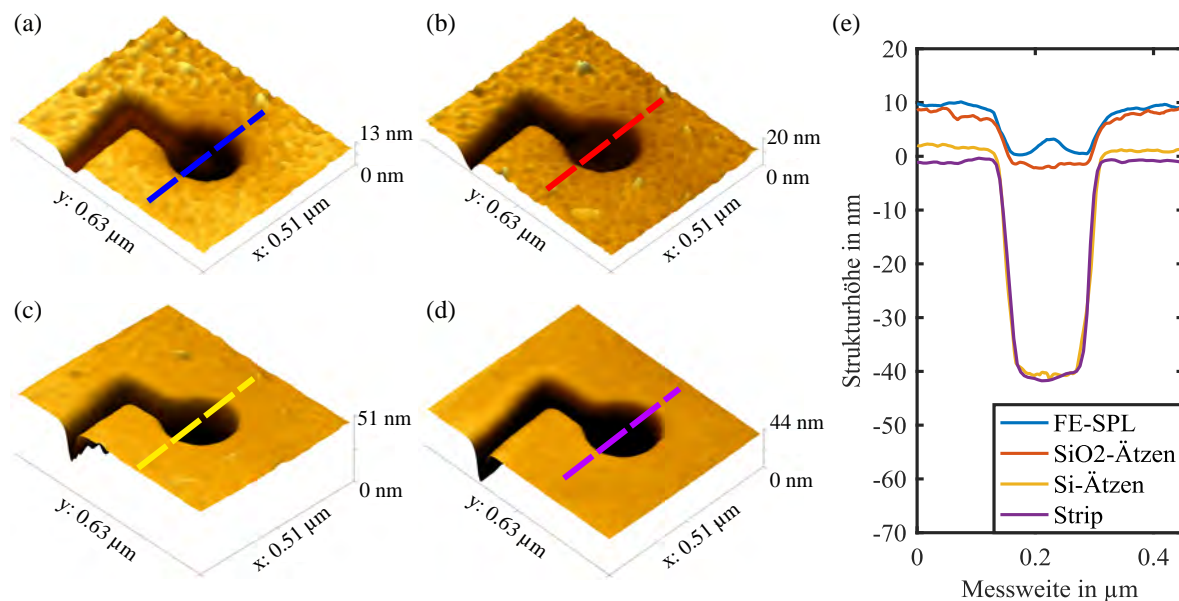 (a)
13 nm
0 nm
y: 0.63 µm
x: 0.51 µm
(b)
20 nm
0 nm
y: 0.63 µm
x: 0.51 µm
(c)
51 nm
0 nm
y: 0.63 µm
x: 0.51 µm
(d)
44 nm
0 nm
y: 0.63 µm
x: 0.51 µm
(e)
Strukturhöhe in nm
20
10
0
-10
-20
-30
-40
-50
-60
-70
FE-SPL
SiO2-Ätzen
Si-Ätzen
Strip
0
0.2
0.4
Messweite in µm